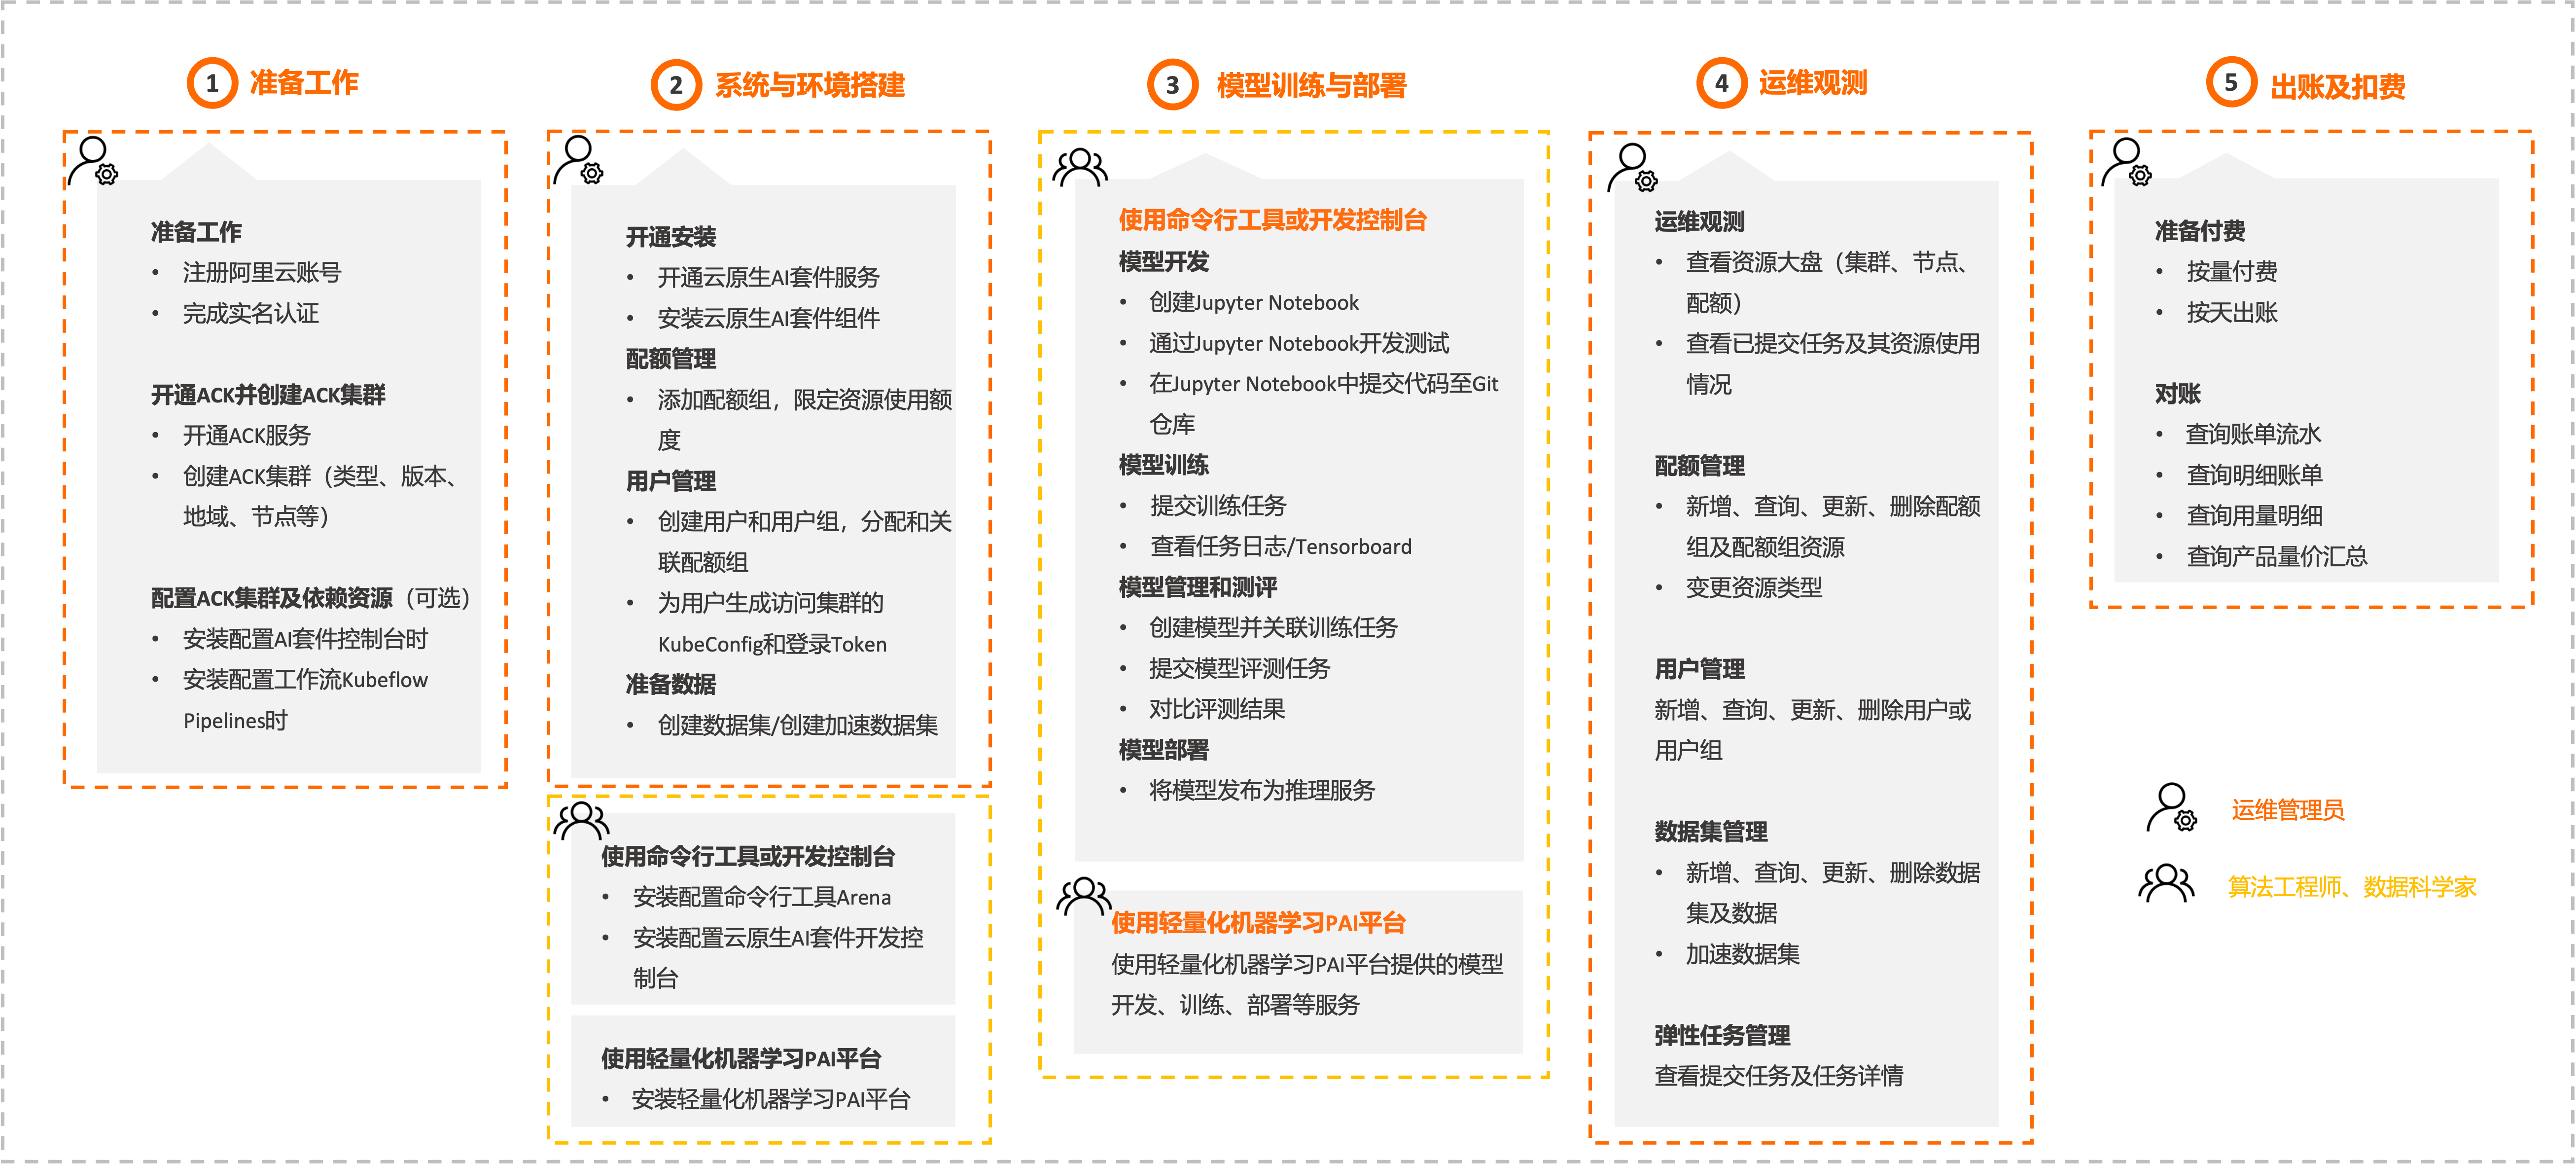 1 准备工作
准备工作
• 注册阿里云账号
• 完成实名认证
开通ACK并创建ACK集群
• 开通ACK服务
• 创建ACK集群（类型、版本、
地域、节点等）
配置ACK集群及依赖资源（可选）
• 安装配置AI套件控制台时
• 安装配置工作流Kubeflow
Pipelines时
2 系统与环境搭建
开通安装
• 开通云原生AI套件服务
• 安装云原生AI套件组件
配额管理
• 添加配额组，限定资源使用额
度
用户管理
• 创建用户和用户组，分配和关
联配额组
• 为用户生成访问集群的
KubeConfig和登录Token
准备数据
• 创建数据集/创建加速数据集
使用命令行工具或开发控制台
• 安装配置命令行工具Arena
• 安装配置云原生AI套件开发控
制台
使用轻量化机器学习PAI平台
• 安装轻量化机器学习PAI平台
3 模型训练与部署
使用命令行工具或开发控制台
模型开发
• 创建Jupyter Notebook
• 通过Jupyter Notebook开发测试
• 在Jupyter Notebook中提交代码至Git
仓库
模型训练
• 提交训练任务
• 查看任务日志/Tensorboard
模型管理和测评
• 创建模型并关联训练任务
• 提交模型评测任务
• 对比评测结果
模型部署
• 将模型发布为推理服务
使用轻量化机器学习PAI平台
使用轻量化机器学习PAI平台提供的模型
开发、训练、部署等服务
4 运维观测
运维观测
• 查看资源大盘（集群、节点、
配额）
• 查看已提交任务及其资源使用
情况
配额管理
• 新增、查询、更新、删除配额
组及配额组资源
• 变更资源类型
用户管理
新增、查询、更新、删除用户或
用户组
数据集管理
• 新增、查询、更新、删除数据
集及数据
• 加速数据集
弹性任务管理
查看提交任务及任务详情
5 出账及扣费
准备付费
• 按量付费
• 按天出账
对账
• 查询账单流水
• 查询明细账单
• 查询用量明细
• 查询产品量价汇总
运维管理员
算法工程师、数据科学家